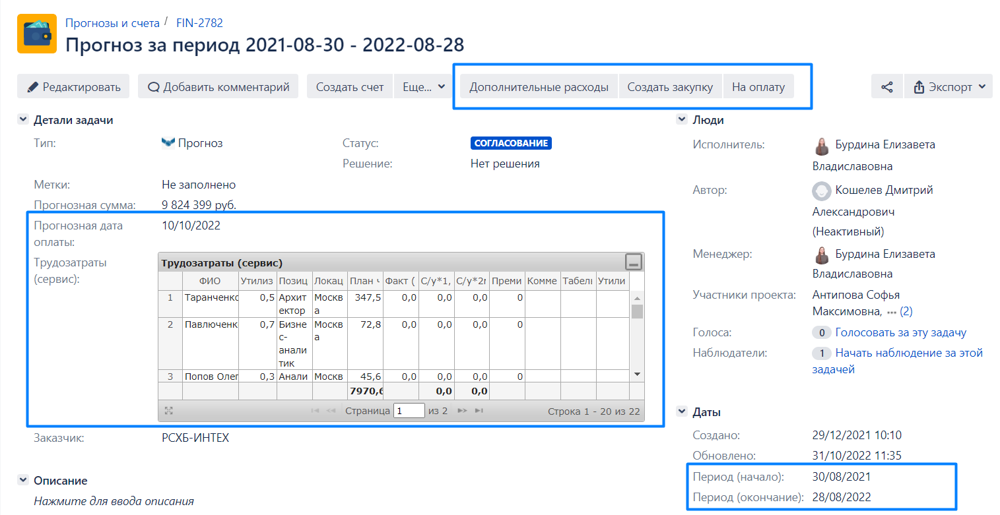 Прогнозы и счета / FIN-2782
Прогноз за период 2021-08-30 - 2022-08-28
Редактировать Добавить комментарий Создать счет Еще... Дополнительные расходы Создать закупку На оплату Экспорт
Детали задачи
Тип: Прогноз Статус: СОГЛАСОВАНИЕ
Решение: Нет решения
Метки: Не заполнено
Прогнозная сумма: 9 824 399 руб.
Прогнозная дата оплаты: 10/10/2022
Трудозатраты (сервис):
Трудозатраты (сервис)
ФИО Утилиз Позиц Локац План ч Факт ( С/у*1, С/у*2r Преми Комме Табель Утили
1 Таранченко 0,5 Архит Москв 347,5 0,0 0,0 0,0 0
ектор а
2 Павлюченк 0,7 Бизне Москв 72,8 0,0 0,0 0,0 0
с- а
анали
тик
3 Попов Олег 0,3 Анали Москв 45,6 0,0 0,0 0,0 0
7970,6 0,0 0,0
Страница 1 из 2 Строка 1 - 20 из 22
Заказчик: РСХБ-ИНТЕХ
Описание
Нажмите для ввода описания
Люди
Исполнитель: Бурдина Елизавета
Владиславовна
Автор: Кошелев Дмитрий
Александрович
(Неактивный)
Менеджер: Бурдина Елизавета
Владиславовна
Участники проекта: Антипова Софья
Максимовна, ... (2)
Голоса: 0 Голосовать за эту задачу
Наблюдатели: 1 Начать наблюдение за этой
задачей
Даты
Создано: 29/12/2021 10:10
Обновлено: 31/10/2022 11:35
Период (начало): 30/08/2021
Период (окончание): 28/08/2022